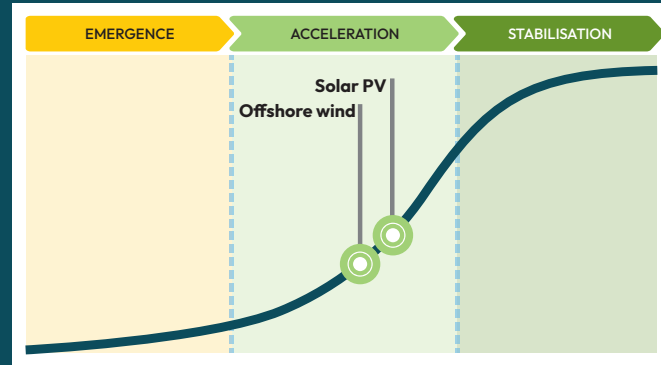 EMERGENCE
ACCELERATION
STABILISATION
Solar PV
Offshore wind